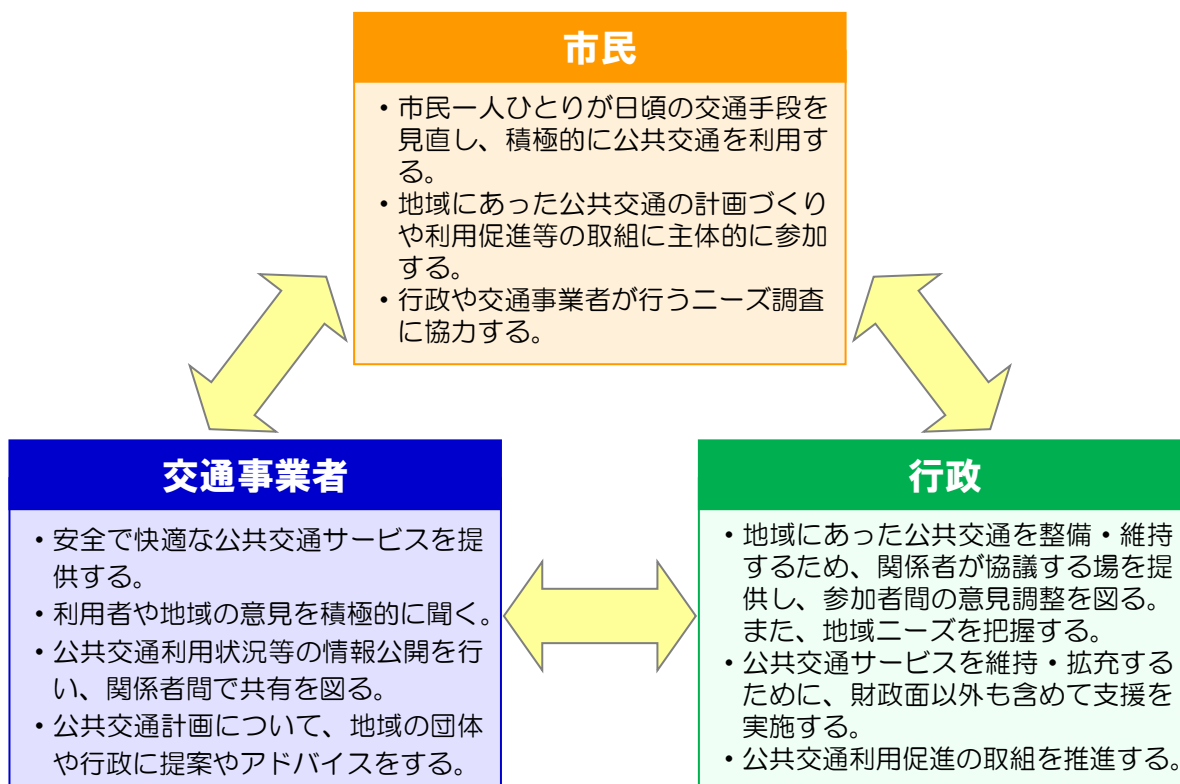 市民
・市民一人ひとりが日頃の交通手段を
見直し、積極的に公共交通を利用す
る。
・地域にあった公共交通の計画づくり
や利用促進等の取組に主体的に参加
する。
・行政や交通事業者が行うニーズ調査
に協力する。
交通事業者
・安全で快適な公共交通サービスを提
供する。
・利用者や地域の意見を積極的に聞く。
・公共交通利用状況等の情報公開を行
い、関係者間で共有を図る。
・公共交通計画について、地域の団体
や行政に提案やアドバイスをする。
行政
・地域にあった公共交通を整備・維持
するため、関係者が協議する場を提
供し、参加者間の意見調整を図る。
また、地域ニーズを把握する。
・公共交通サービスを維持・拡充する
ために、財政面以外も含めて支援を
実施する。
・公共交通利用促進の取組を推進する。